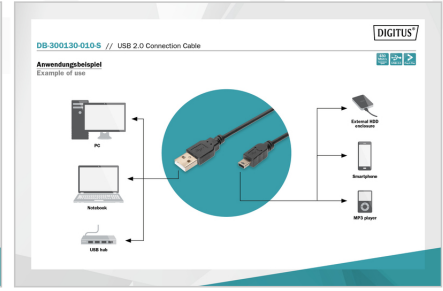 DIGITUS®
DB-300130-010-S // USB 2.0 Connection Cable
Anwendungsbeispiel
Example of use
PC
Notebook
USB hub
External HDD
enclosure
Smartphone
MP3 player